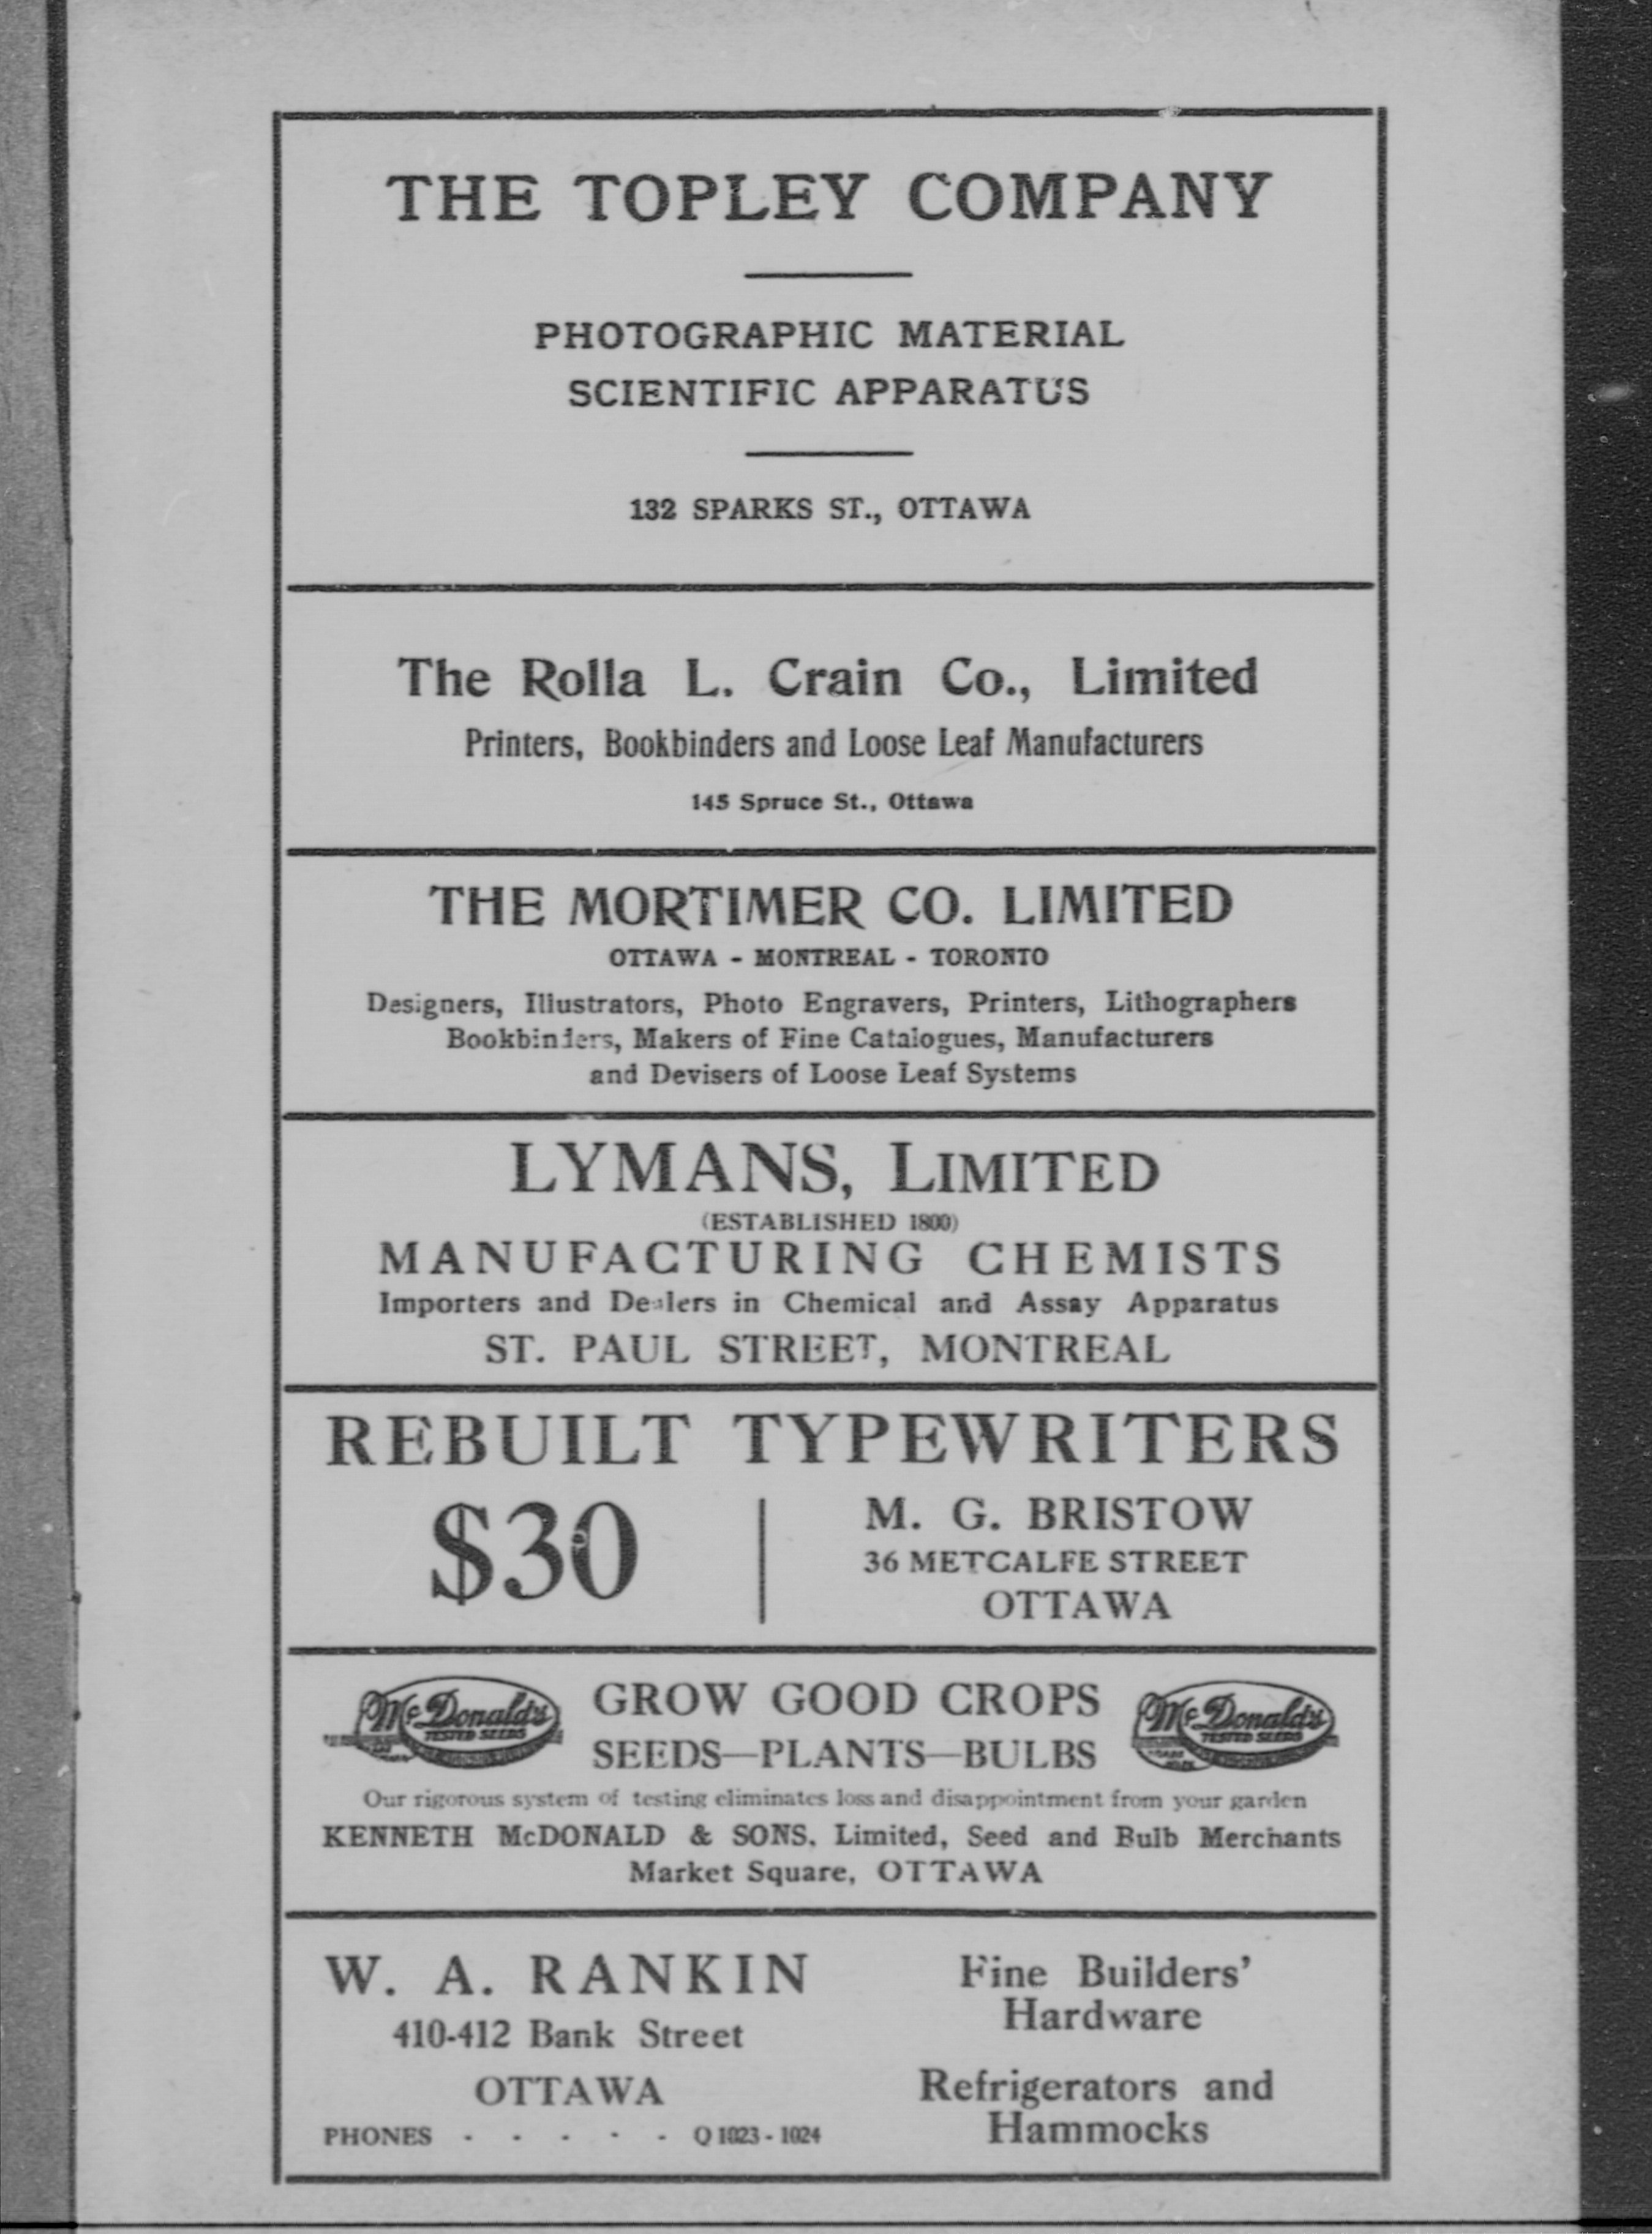 THE TOPLEY COMPANY
PHOTOGRAPHIC MATERIAL
SCIENTIFIC APPARATUS
132 SPARKS ST., OTTAWA
The Rolla L. Crain Co., Limited
Printers, Bookbinders and Loose Leaf Manufacturers
145 Spruce St., Ottawa
THE MORTIMER CO. LIMITED
OTTAWA - MONTREAL - TORONTO
Designers, Illustrators, Photo Engravers, Printers, Lithographers
Bookbinders, Makers of Fine Catalogues, Manufacturers
and Devisers of Loose Leaf Systems
LYMANS, LIMITED
(ESTABLISHED 1800)
MANUFACTURING CHEMISTS
Importers and Dealers in Chemical and Assay Apparatus
ST. PAUL STREET, MONTREAL
REBUILT TYPEWRITERS
$30
M. G. BRISTOW
36 METCALFE STREET
OTTAWA
McDonald's
TESTED SEEDS
GROW GOOD CROPS
SEEDS—PLANTS—BULBS
McDonald's
TESTED SEEDS
Our rigorous system of testing eliminates loss and disappointment from your garden
KENNETH McDONALD & SONS, Limited, Seed and Bulb Merchants
Market Square, OTTAWA
W. A. RANKIN
410-412 Bank Street
OTTAWA
PHONES - - - - - Q 1023 - 1024
Fine Builders'
Hardware
Refrigerators and
Hammocks